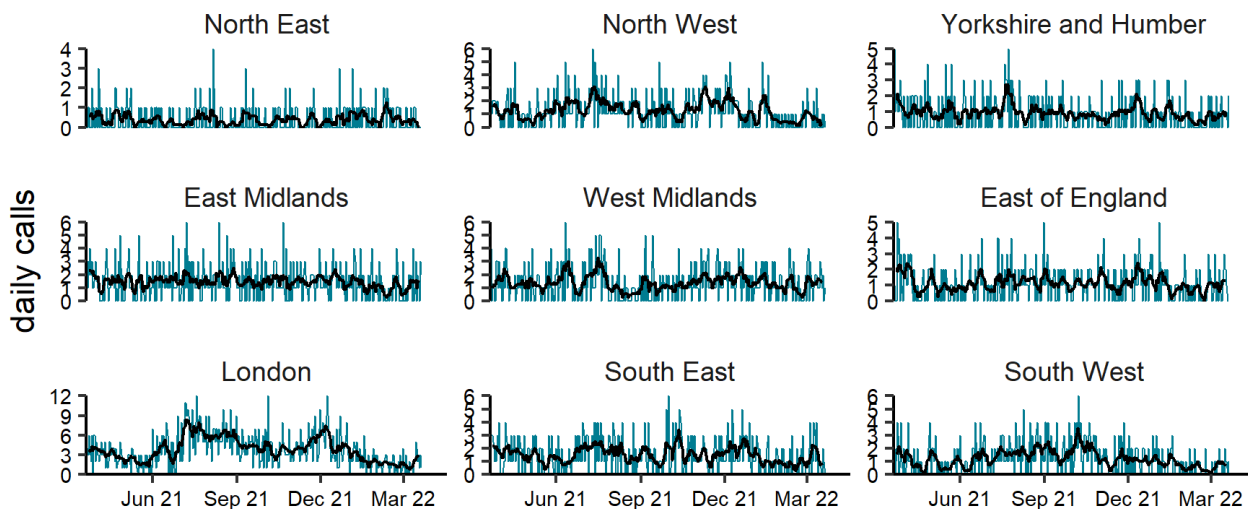 North East North West Yorkshire and Humber
4 3 2 1 0
6 5 4 3 2 1 0
5 4 3 2 1 0
daily calls
East Midlands West Midlands East of England
6 5 4 3 2 1 0
6 5 4 3 2 1 0
5 4 3 2 1 0
London South East South West
12 9 6 3 0
6 5 4 3 2 1 0
6 5 4 3 2 1 0
Jun 21 Sep 21 Dec 21 Mar 22 Jun 21 Sep 21 Dec 21 Mar 22 Jun 21 Sep 21 Dec 21 Mar 22